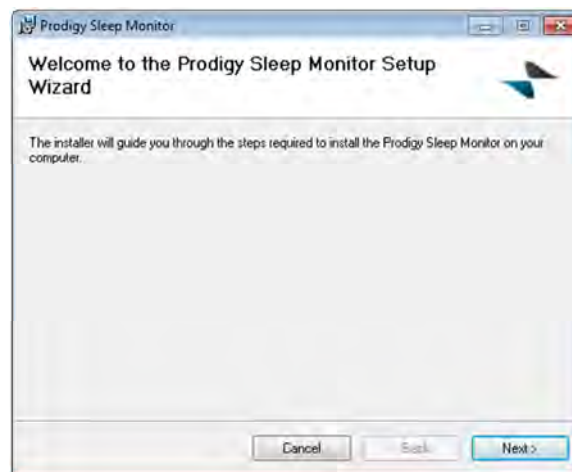 Prodigy Sleep Monitor
Welcome to the Prodigy Sleep Monitor Setup
Wizard
The installer will guide you through the steps required to install the Prodigy Sleep Monitor on your
computer.
Cancel
Back
Next >